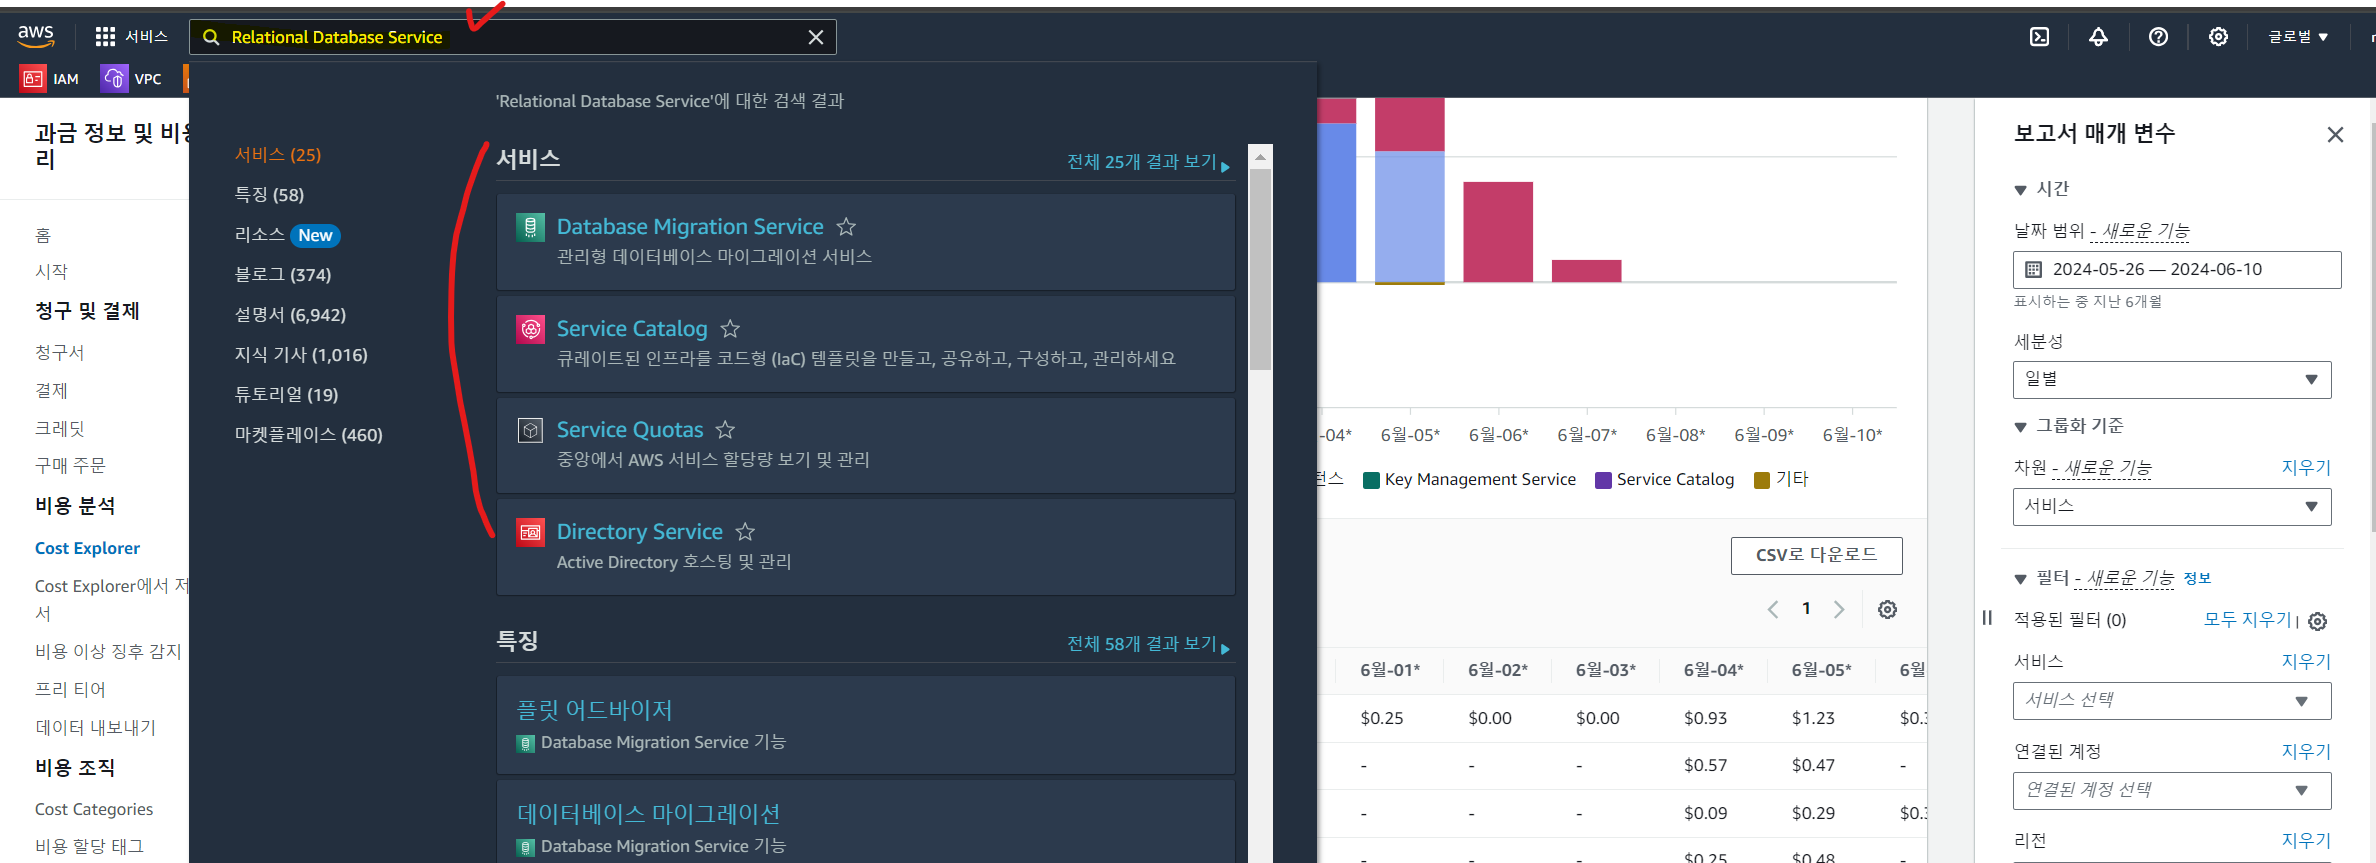 aws
서비스
Relational Database Service
글로벌
IAM
VPC
'Relational Database Service'에 대한 검색 결과
과금 정보 및 비용
리
홈
시작
청구 및 결제
청구서
결제
크레딧
구매 주문
비용 분석
Cost Explorer
Cost Explorer에서 저
서
비용 이상 징후 감지
프리 티어
데이터 내보내기
비용 조직
Cost Categories
비용 할당 태그
서비스 (25)
특징 (58)
리소스 New
블로그 (374)
설명서 (6,942)
지식 기사 (1,016)
튜토리얼 (19)
마켓플레이스 (460)
서비스
전체 25개 결과 보기
Database Migration Service
관리형 데이터베이스 마이그레이션 서비스
Service Catalog
큐레이트된 인프라를 코드형 (IaC) 템플릿을 만들고, 공유하고, 구성하고, 관리하세요
Service Quotas
중앙에서 AWS 서비스 할당량 보기 및 관리
Directory Service
Active Directory 호스팅 및 관리
특징
전체 58개 결과 보기
플릿 어드바이저
Database Migration Service 기능
데이터베이스 마이그레이션
Database Migration Service 기능
-04* 6월-05* 6월-06* 6월-07* 6월-08* 6월-09* 6월-10*
턴스 Key Management Service Service Catalog 기타
CSV로 다운로드
1
6월-01* 6월-02* 6월-03* 6월-04* 6월-05* 6월
$0.25 $0.00 $0.00 $0.93 $1.23 $0.3
- - - $0.57 $0.47 -
- - - $0.09 $0.29 $0.3
- - - $0.25 $0.48 -
보고서 매개 변수
시간
날짜 범위 - 새로운 기능
2024-05-26 — 2024-06-10
표시하는 중 지난 6개월
세분성
일별
그룹화 기준
차원 - 새로운 기능 지우기
서비스
필터 - 새로운 기능 정보
적용된 필터 (0) 모두 지우기
서비스 지우기
서비스 선택
연결된 계정 지우기
연결된 계정 선택
리전 지우기